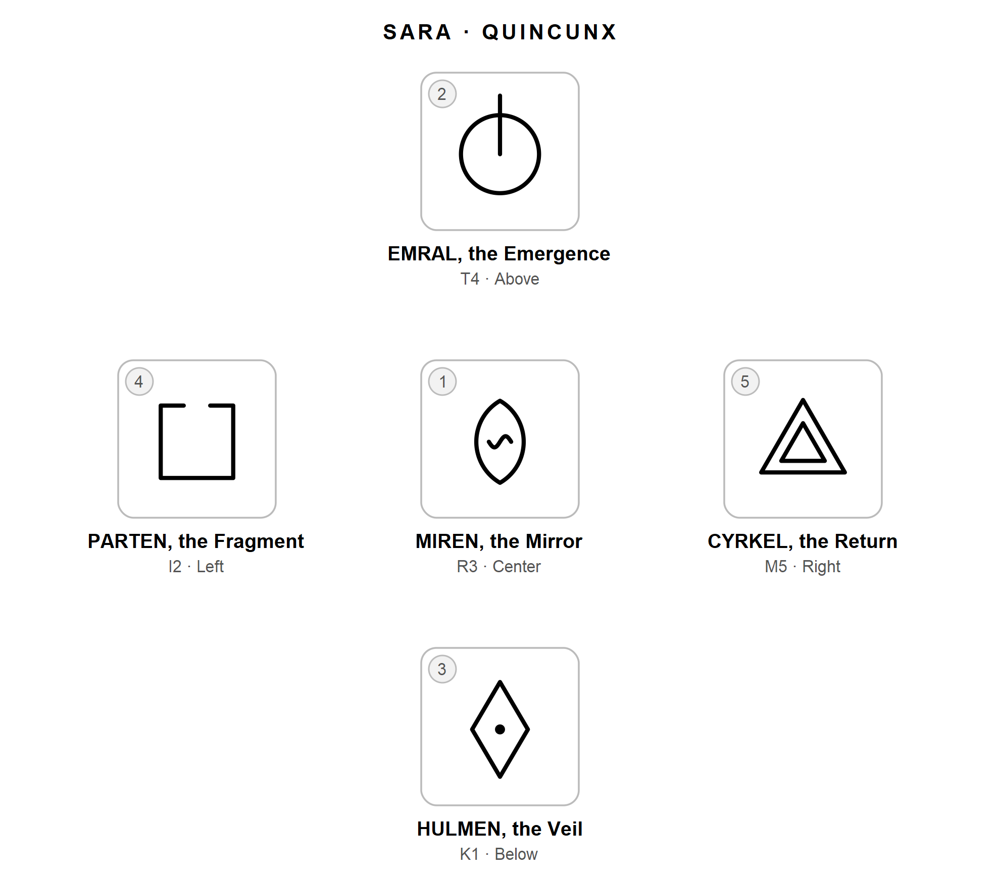 SARA · QUINCUNX
2
EMRAL, the Emergence
T4 · Above
4
PARTEN, the Fragment
I2 · Left
1
MIREN, the Mirror
R3 · Center
5
CYRKEL, the Return
M5 · Right
3
HULMEN, the Veil
K1 · Below